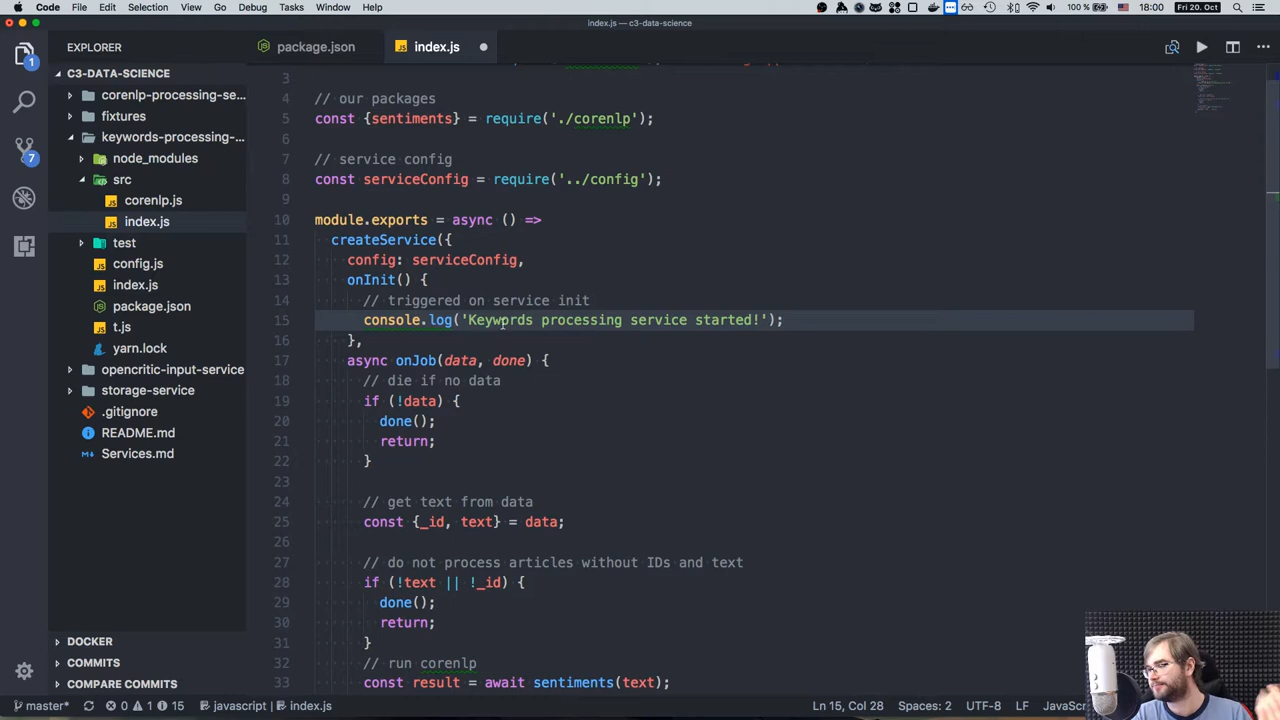 Code File Edit Selection View Go Debug Tasks Window Help 100 % 18:00 Fri 20. Oct
index.js — c3-data-science
EXPLORER
package.json
index.js
1
7
C3-DATA-SCIENCE
corenlp-processing-se...
fixtures
keywords-processing-...
node_modules
src
corenlp.js
index.js
test
config.js
index.js
package.json
t.js
yarn.lock
opencritic-input-service
storage-service
.gitignore
README.md
Services.md
DOCKER
COMMITS
COMPARE COMMITS
3
4 // our packages
5 const {sentiments} = require('./corenlp');
6
7 // service config
8 const serviceConfig = require('../config');
9
10 module.exports = async () =>
11 createService({
12 config: serviceConfig,
13 onInit() {
14 // triggered on service init
15 console.log('Keywords processing service started!');
16 },
17 async onJob(data, done) {
18 // die if no data
19 if (!data) {
20 done();
21 return;
22 }
23
24 // get text from data
25 const {_id, text} = data;
26
27 // do not process articles without IDs and text
28 if (!text || !_id) {
29 done();
30 return;
31 }
32 // run corenlp
33 const result = await sentiments(text);
master* 0 1 15 javascript index.js Ln 15, Col 28 Spaces: 2 UTF-8 LF